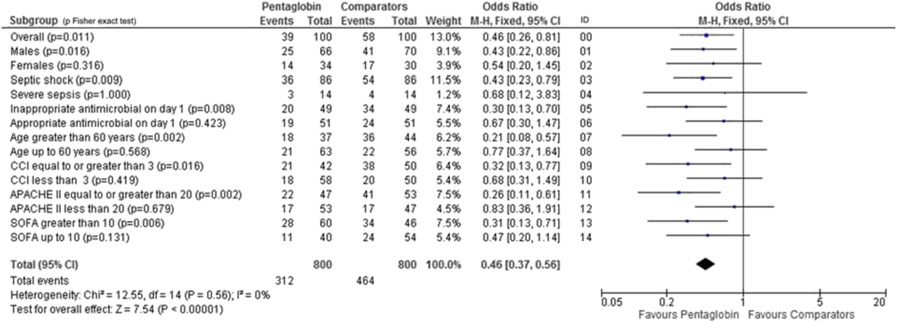 Pentaglobin Comparators Odds Ratio Odds Ratio
Subgroup (p Fisher exact test) Events Total Events Total Weight M-H, Fixed, 95% CI ID M-H, Fixed, 95% CI
Overall (p=0.011) 39 100 58 100 13.0% 0.46 [0.26, 0.81] 00
Males (p=0.016) 25 66 41 70 9.1% 0.43 [0.22, 0.86] 01
Females (p=0.316) 14 34 17 30 3.9% 0.54 [0.20, 1.45] 02
Septic shock (p=0.009) 36 86 54 86 11.5% 0.43 [0.23, 0.79] 03
Severe sepsis (p=1.000) 3 14 4 14 1.2% 0.68 [0.12, 3.83] 04
Inappropriate antimicrobial on day 1 (p=0.008) 20 49 34 49 7.4% 0.30 [0.13, 0.70] 05
Appropriate antimicrobial on day 1 (p=0.423) 19 51 24 51 5.5% 0.67 [0.30, 1.47] 06
Age greater than 60 years (p=0.002) 18 37 36 44 6.2% 0.21 [0.08, 0.57] 07
Age up to 60 years (p=0.568) 21 63 22 56 5.7% 0.77 [0.37, 1.64] 08
CCI equal to or greater than 3 (p=0.016) 21 42 38 50 6.4% 0.32 [0.13, 0.77] 09
CCI less than 3 (p=0.419) 18 58 20 50 5.4% 0.68 [0.31, 1.49] 10
APACHE II equal to or greater than 20 (p=0.002) 22 47 41 53 7.5% 0.26 [0.11, 0.61] 11
APACHE II less than 20 (p=0.679) 17 53 17 47 4.5% 0.83 [0.36, 1.91] 12
SOFA greater than 10 (p=0.006) 28 60 34 46 7.6% 0.31 [0.13, 0.71] 13
SOFA up to 10 (p=0.131) 11 40 24 54 5.5% 0.47 [0.20, 1.14] 14
Total (95% CI) 800 800 100.0% 0.46 [0.37, 0.56]
Total events 312 464
Heterogeneity: Chi² = 12.55, df = 14 (P = 0.56); I² = 0%
Test for overall effect: Z = 7.54 (P < 0.00001)
0.05 0.2 1 5 20
Favours Pentaglobin Favours Comparators